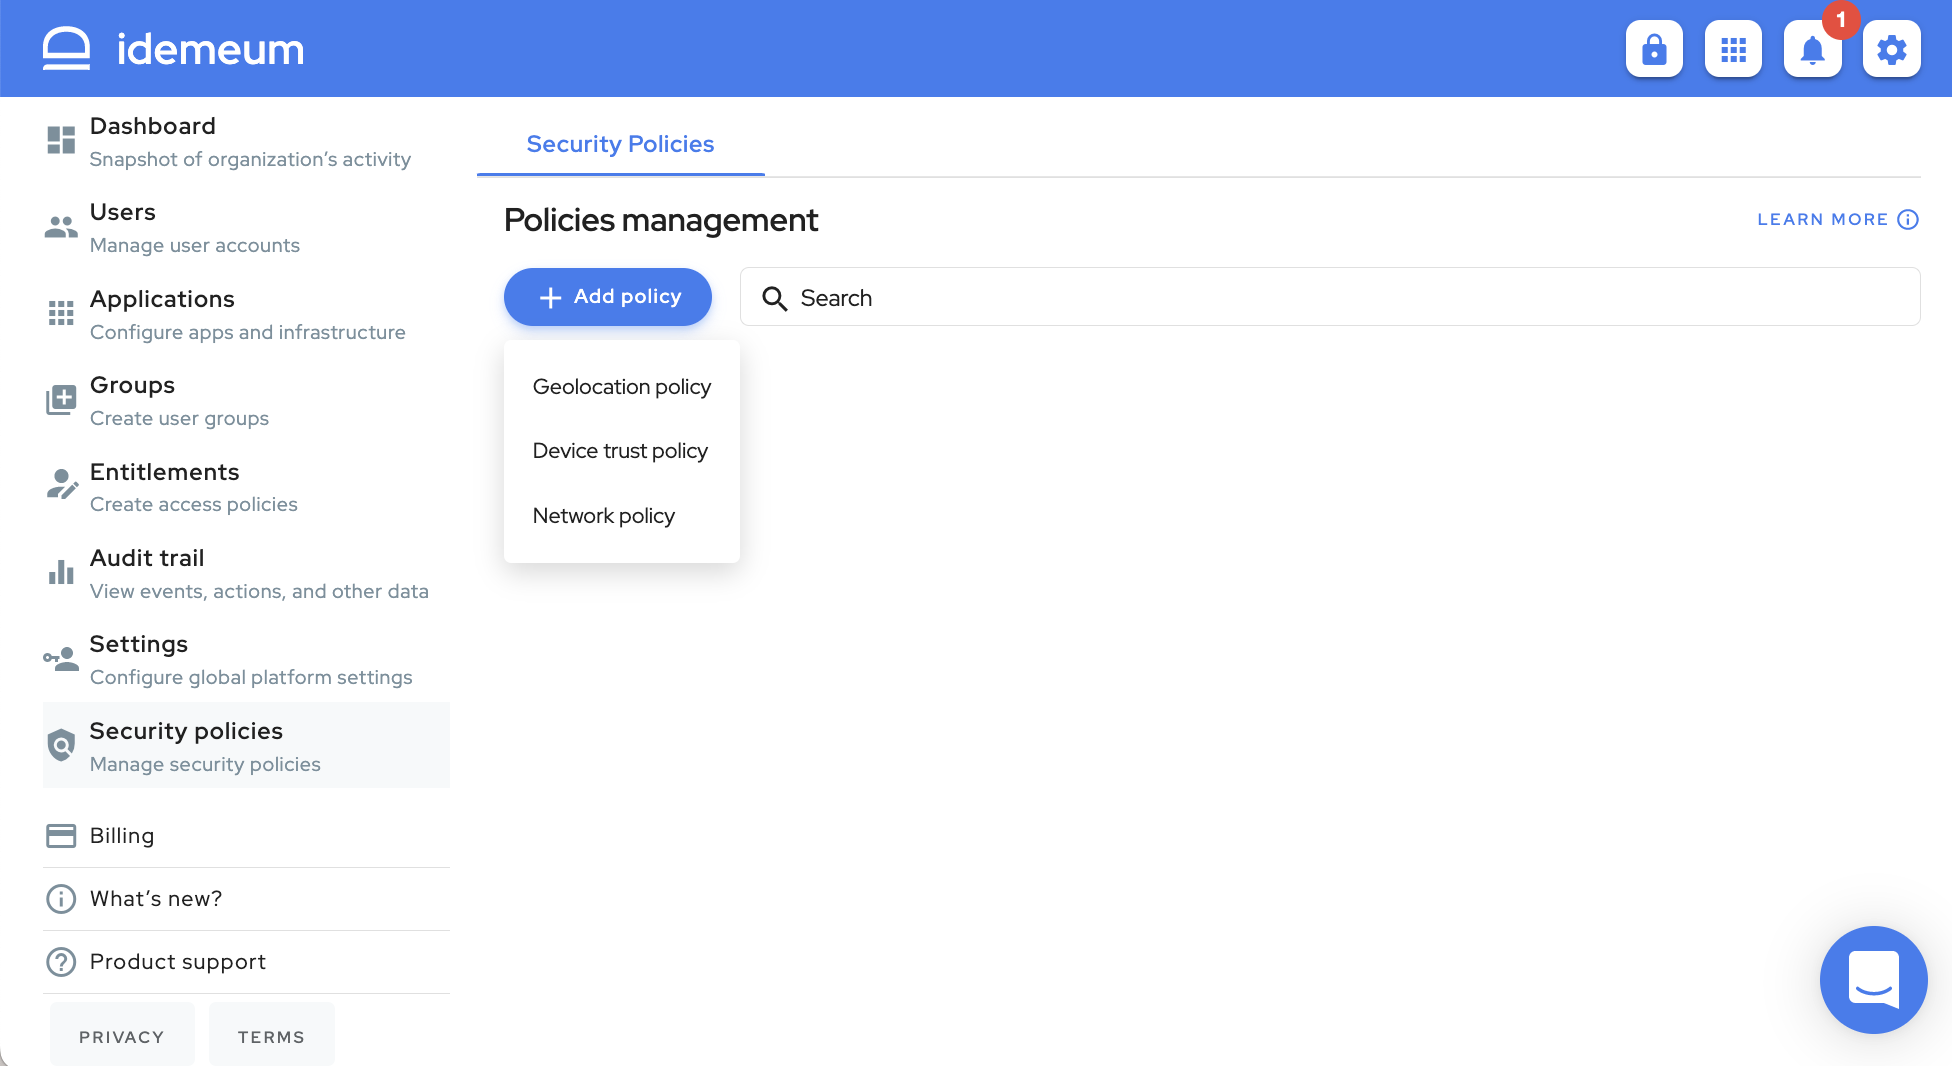 idemeum
1
Dashboard
Snapshot of organization's activity
Users
Manage user accounts
Applications
Configure apps and infrastructure
Groups
Create user groups
Entitlements
Create access policies
Audit trail
View events, actions, and other data
Settings
Configure global platform settings
Security policies
Manage security policies
Billing
What's new?
Product support
PRIVACY
TERMS
Security Policies
Policies management
LEARN MORE
Add policy
Search
Geolocation policy
Device trust policy
Network policy